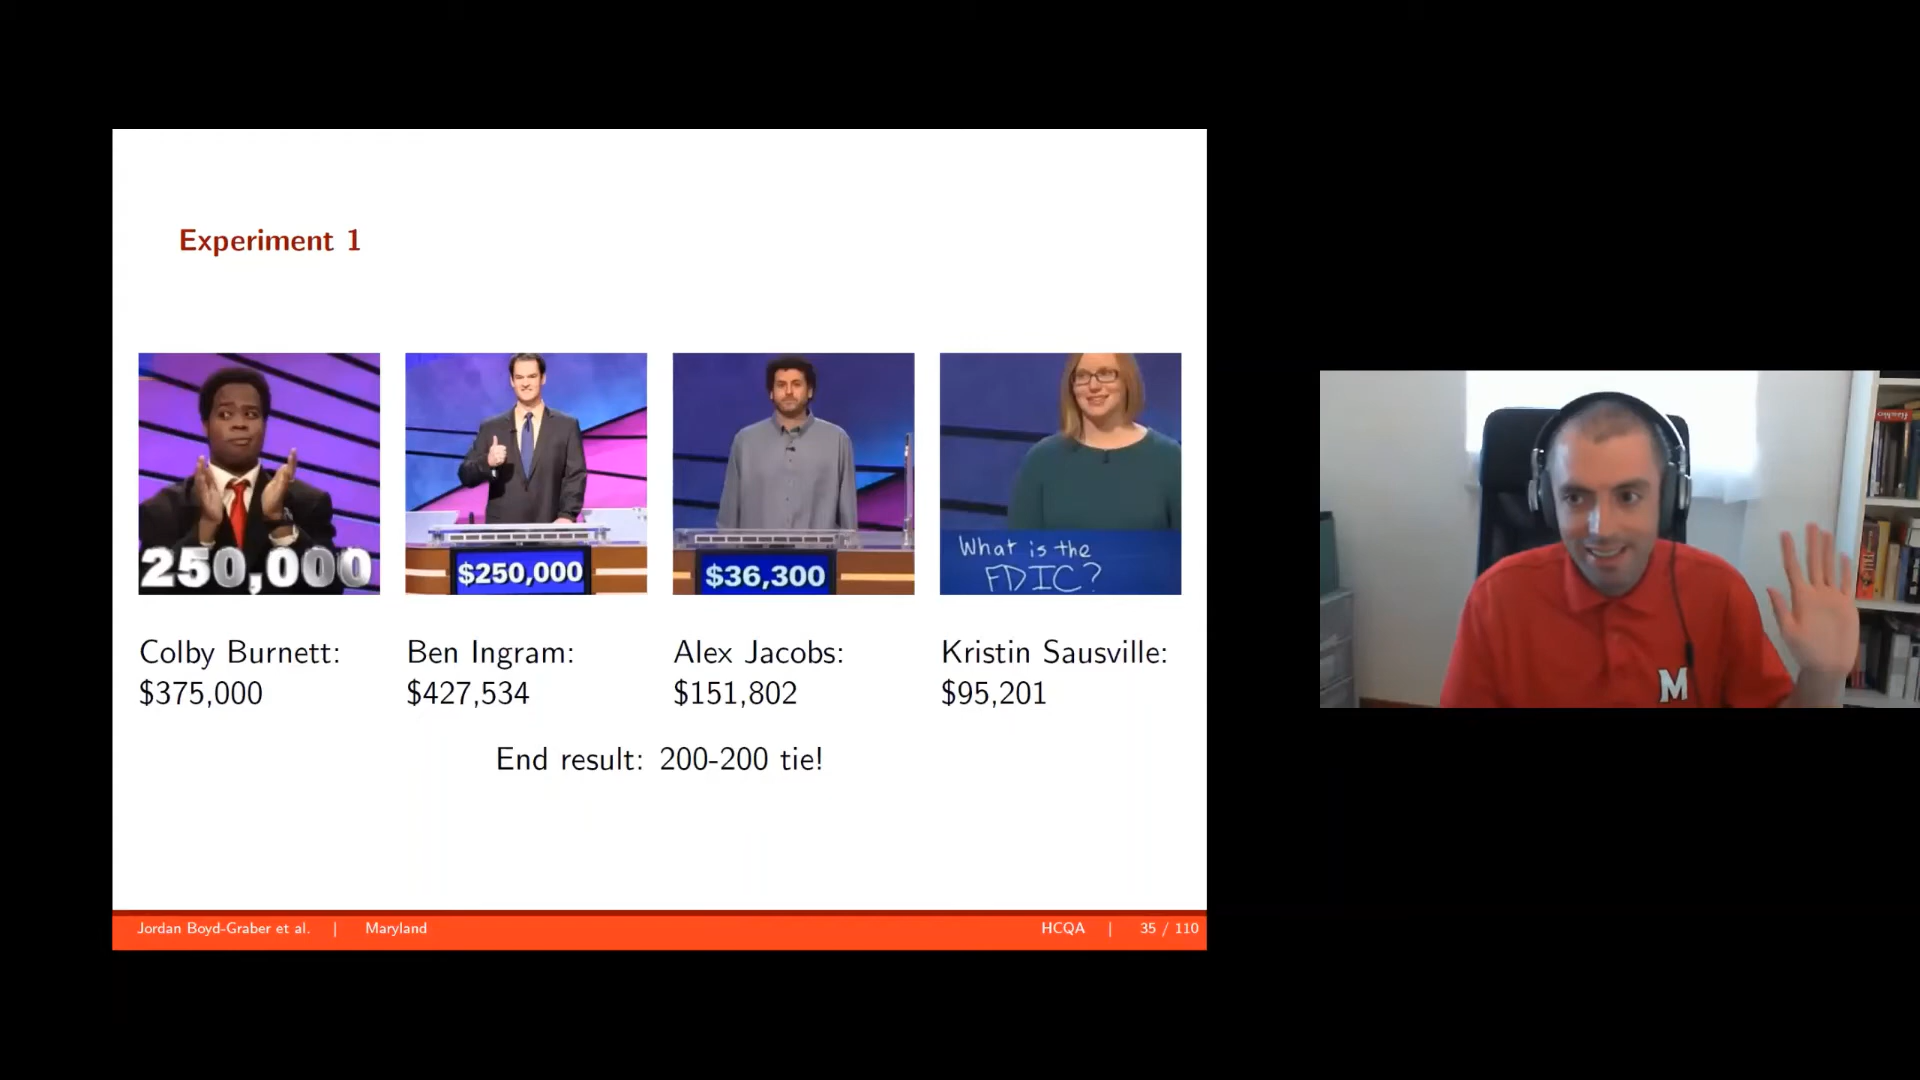 Experiment 1
250,000
$250,000
$36,300
What is the
FDIC?
Colby Burnett:
$375,000
Ben Ingram:
$427,534
Alex Jacobs:
$151,802
Kristin Sausville:
$95,201
End result: 200-200 tie!
Jordan Boyd-Graber et al. | Maryland
HCQA | 35 / 110
M